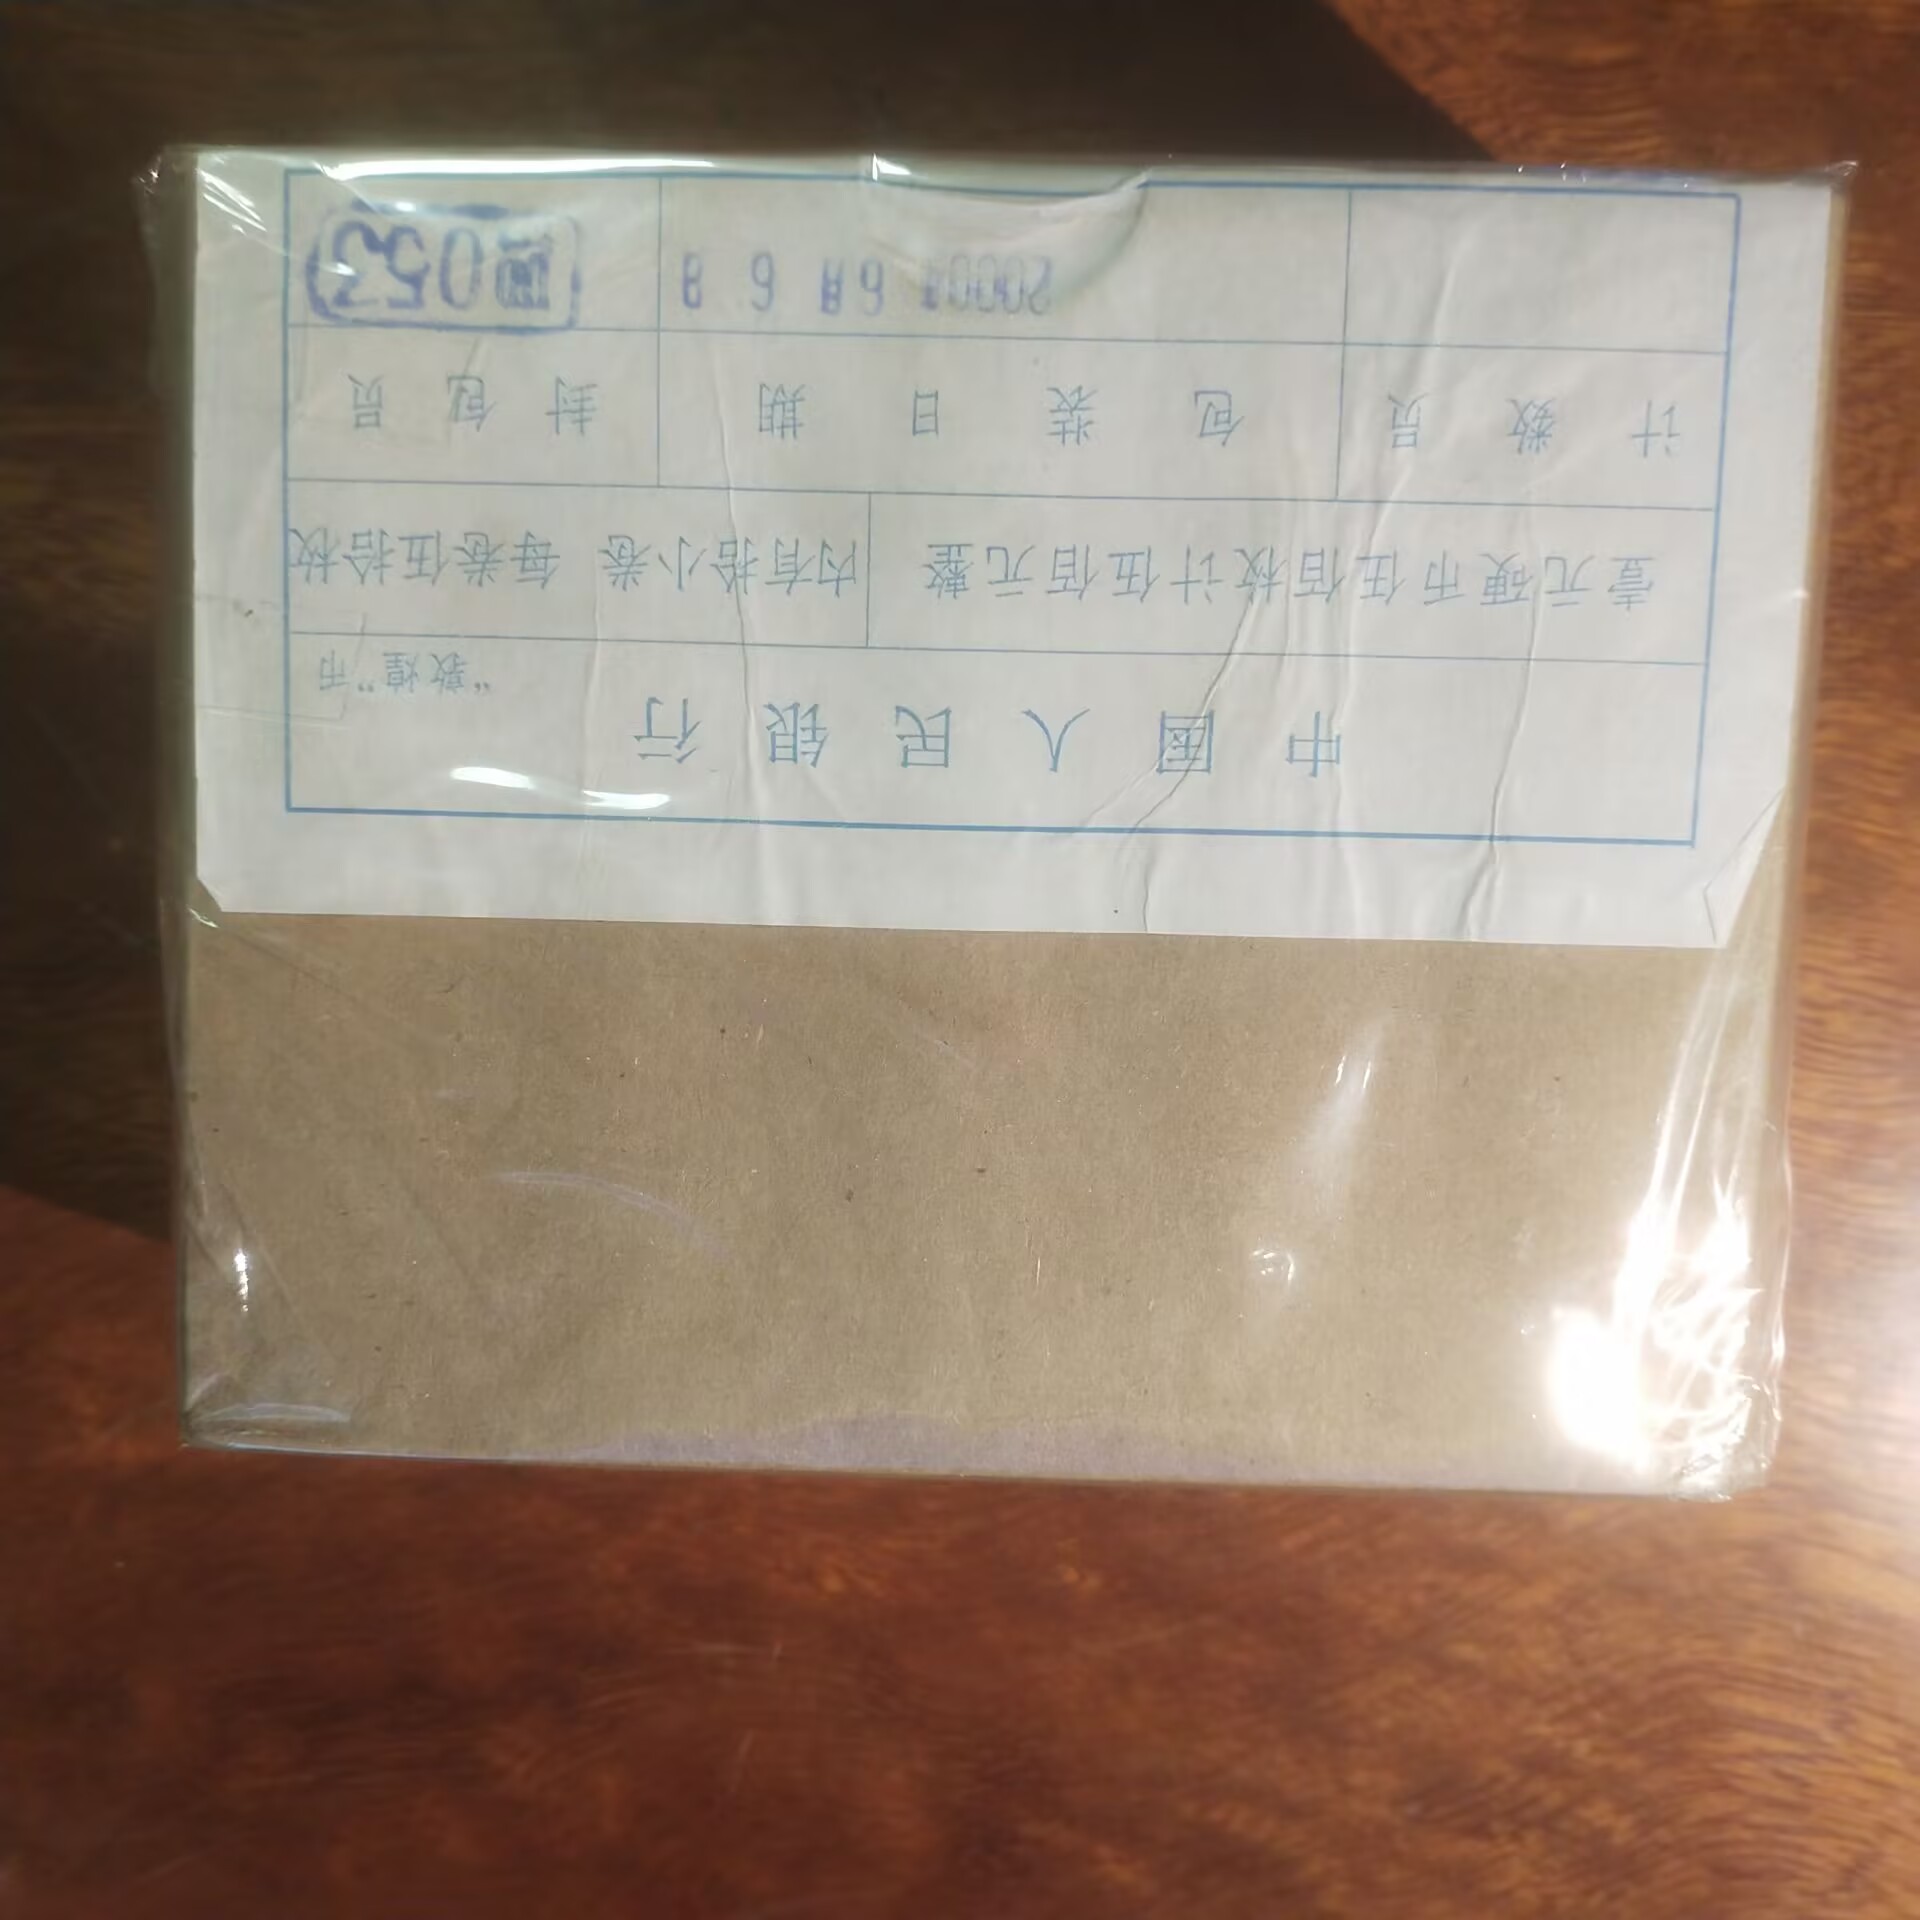 中国人民银行
“敦煌”币
壹元硬币伍佰枚计伍佰元整 内有拾小卷 每卷伍拾枚
计数员 包装日期 封包员
2000年 9月 9日 053